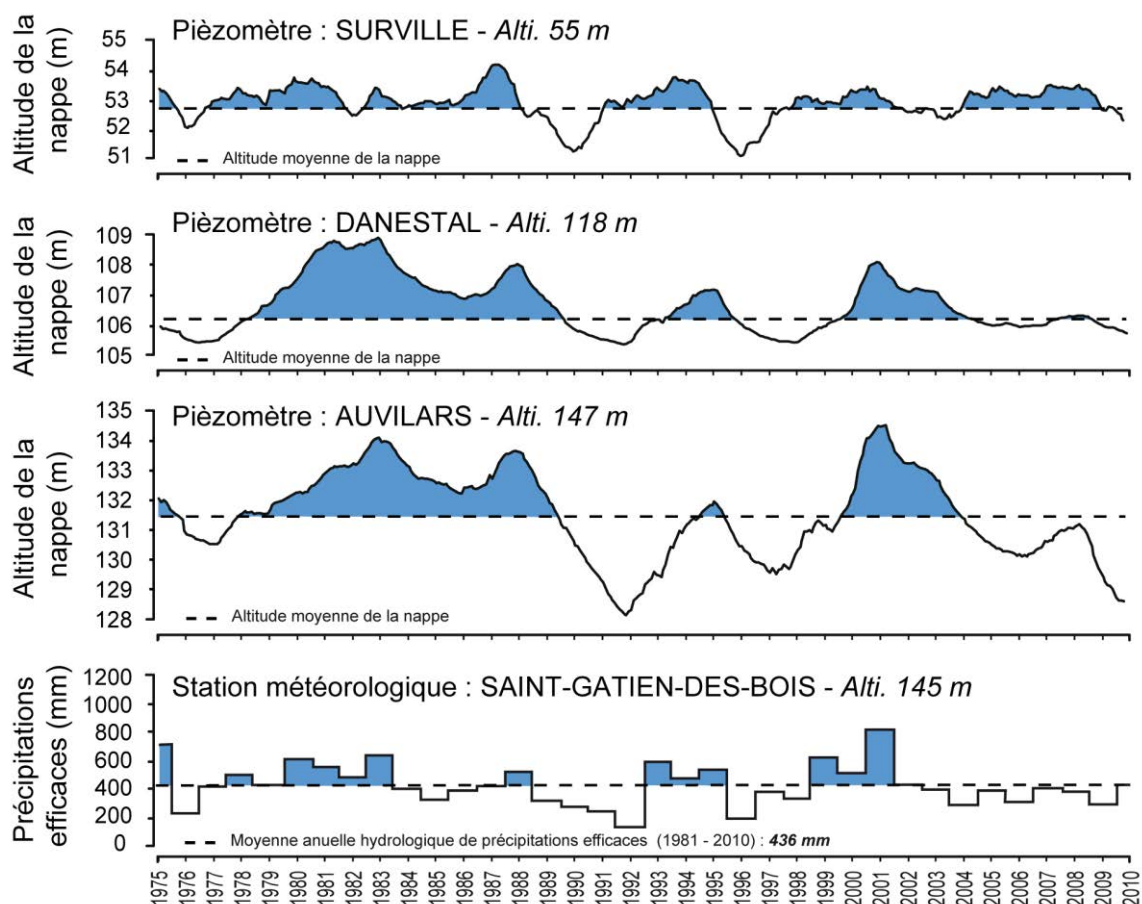 Pièzomètre : SURVILLE - Alti. 55 m
Altitude de la
nappe (m)
55
54
53
52
51
Altitude moyenne de la nappe
Pièzomètre : DANESTAL - Alti. 118 m
Altitude de la
nappe (m)
109
108
107
106
105
Altitude moyenne de la nappe
Pièzomètre : AUVILARS - Alti. 147 m
Altitude de la
nappe (m)
135
134
133
132
131
130
129
128
Altitude moyenne de la nappe
Station météorologique : SAINT-GATIEN-DES-BOIS - Alti. 145 m
Précipitations
efficaces (mm)
1200
1000
800
600
400
200
0
Moyenne anuelle hydrologique de précipitations efficaces (1981 - 2010) : 436 mm
1975 1976 1977 1978 1979 1980 1981 1982 1983 1984 1985 1986 1987 1988 1989 1990 1991 1992 1993 1994 1995 1996 1997 1998 1999 2000 2001 2002 2003 2004 2005 2006 2007 2008 2009 2010